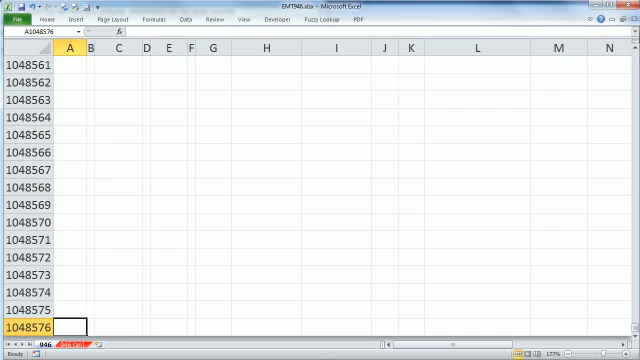 EMT946.xlsx - Microsoft Excel
File Home Insert Page Layout Formulas Data Review View Developer Fuzzy Lookup PDF
A1048576 fx
A B C D E F G H I J K L M N
1048561
1048562
1048563
1048564
1048565
1048566
1048567
1048568
1048569
1048570
1048571
1048572
1048573
1048574
1048575
1048576
946 946 (an)
Ready 177%